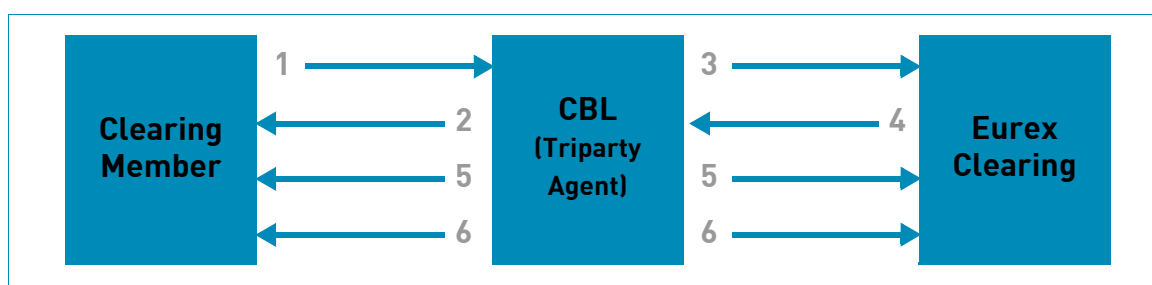 1
3
CBL
2
4
Clearing
Member
(Triparty
Agent)
Eurex
Clearing
5
5
6
6